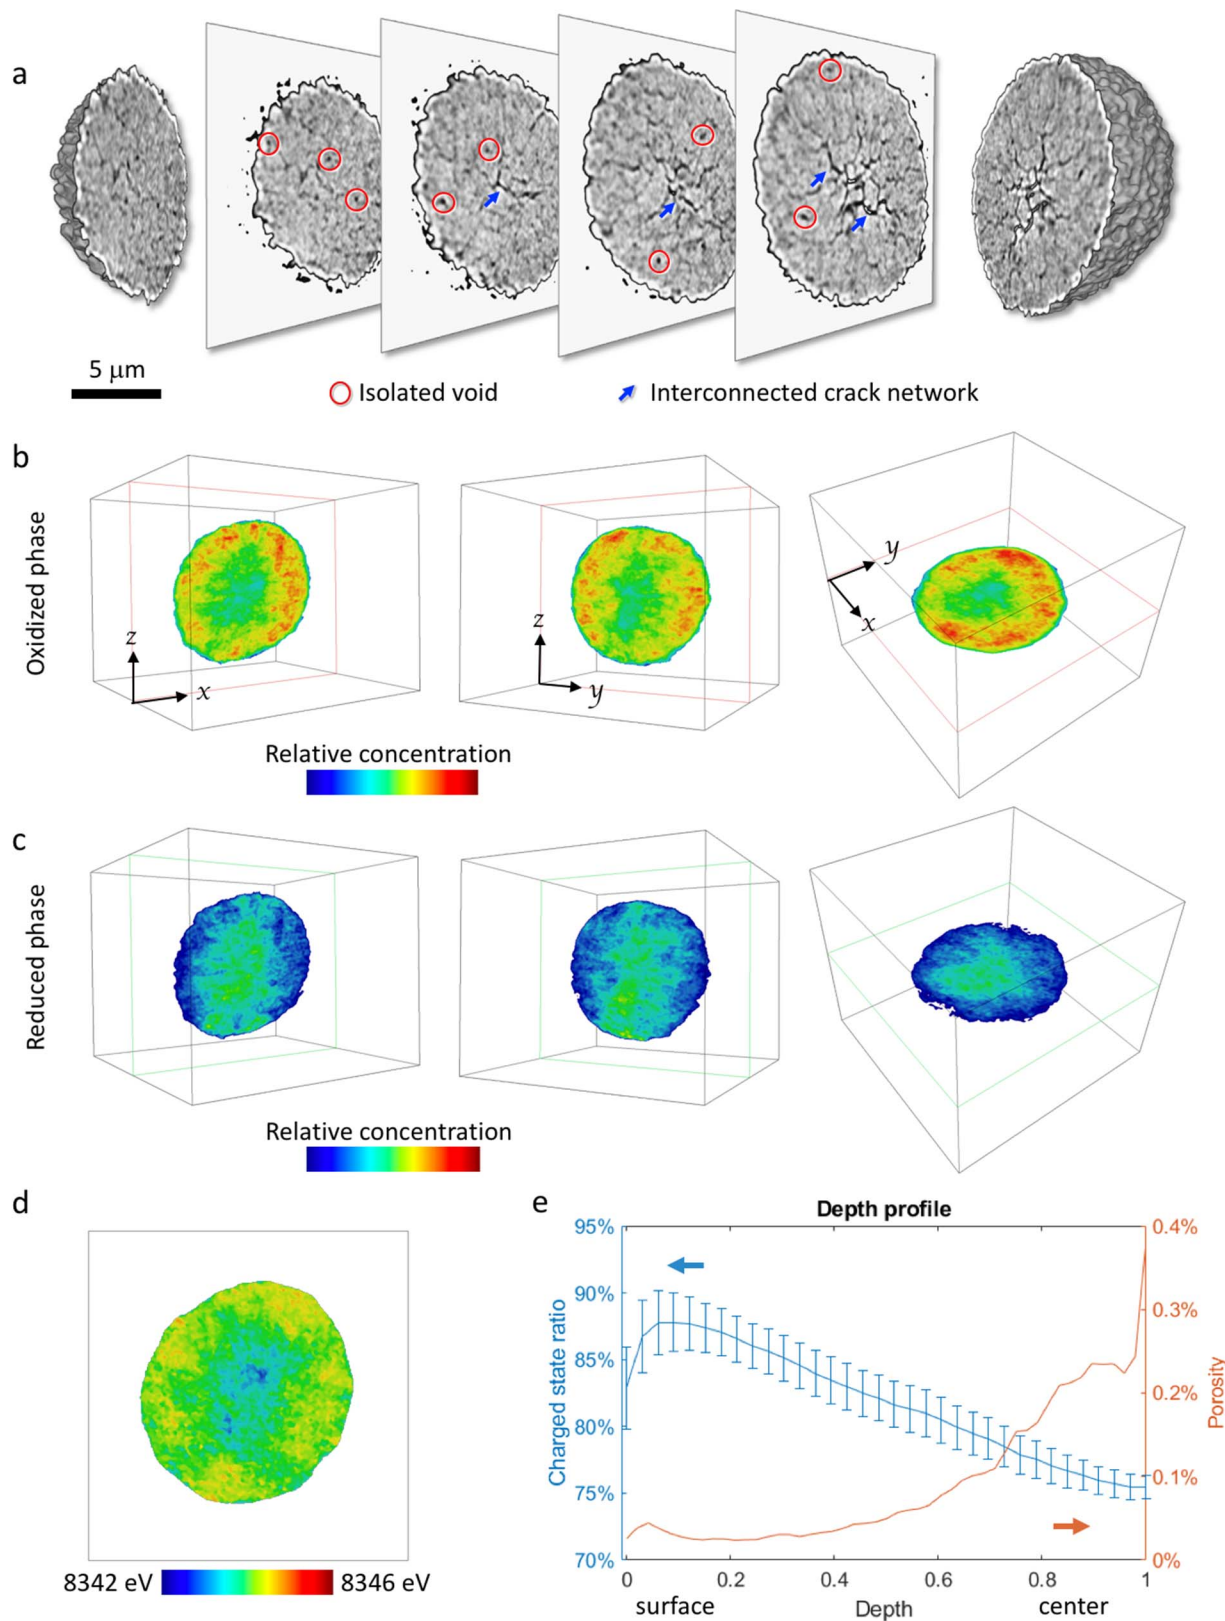 a
5 μm
Isolated void
Interconnected crack network
b
Oxidized phase
z
x
z
y
y
x
Relative concentration
c
Reduced phase
Relative concentration
d
8342 eV
8346 eV
e
Depth profile
95%
90%
85%
80%
75%
70%
Charged state ratio
0.4%
0.3%
0.2%
0.1%
0%
Porosity
0
0.2
0.4
0.6
0.8
1
surface
Depth
center